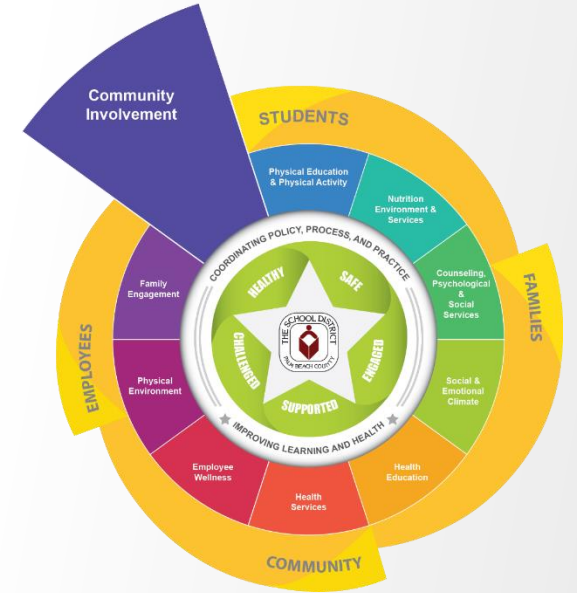 Community
Involvement
STUDENTS
Physical Education
& Physical Activity
Nutrition
Environment &
Services
Counseling,
Psychological
&
Social
Services
FAMILIES
Social &
Emotional
Climate
Health
Education
Health
Services
COMMUNITY
Employee
Wellness
Physical
Environment
EMPLOYEES
Family
Engagement
COORDINATING POLICY, PROCESS, AND PRACTICE
IMPROVING LEARNING AND HEALTH
HEALTHY
SAFE
ENGAGED
SUPPORTED
CHALLENGED
THE SCHOOL DISTRICT
PALM BEACH COUNTY